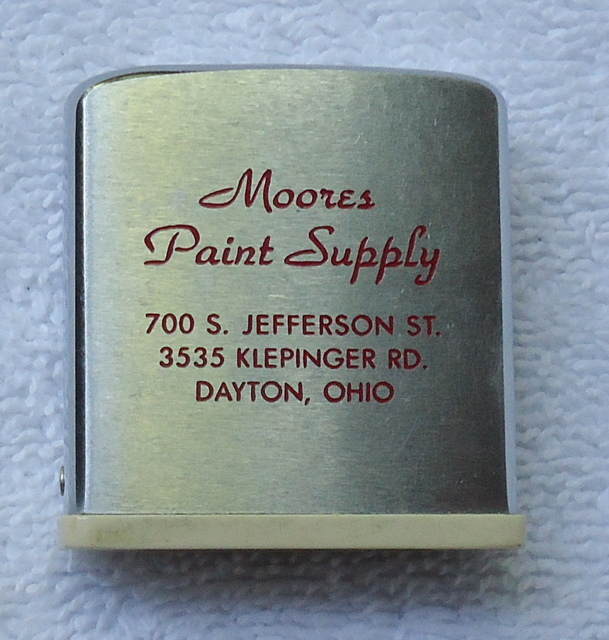 Moores
Paint Supply
700 S. JEFFERSON ST.
3535 KLEPINGER RD.
DAYTON, OHIO